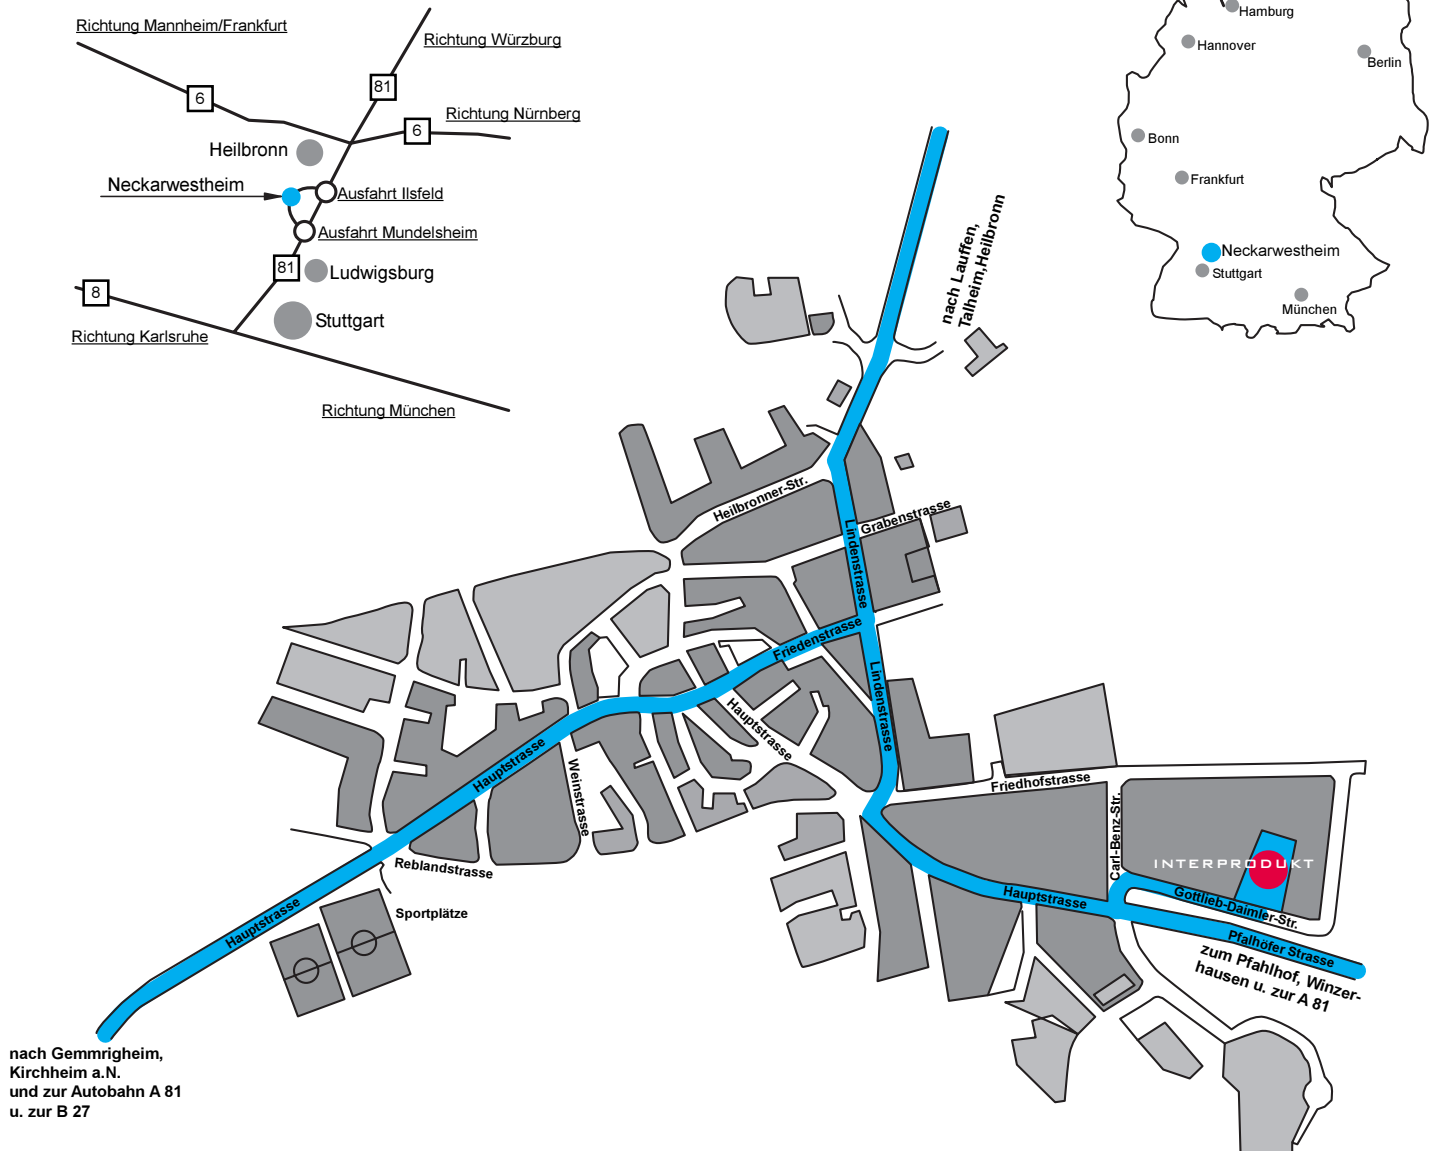 Richtung Mannheim/Frankfurt
Richtung Würzburg
81
6
Richtung Nürnberg
6
Heilbronn
Neckarwestheim
Ausfahrt Ilsfeld
Ausfahrt Mundelsheim
81
Ludwigsburg
8
Stuttgart
Richtung Karlsruhe
Richtung München
Hamburg
Hannover
Berlin
Bonn
Frankfurt
Neckarwestheim
Stuttgart
München
nach Lauffen,
Talheim,Heilbronn
Heilbronner-Str.
Grabenstrasse
Lindenstrasse
Friedenstrasse
Lindenstrasse
Hauptstrasse
Hauptstrasse
Weinstrasse
Friedhofstrasse
Carl-Benz-Str.
INTERPRODUKT
Reblandstrasse
Hauptstrasse
Gottlieb-Daimler-Str.
Sportplätze
Hauptstrasse
Pfalhöfer Strasse
zum Pfahlhof, Winzer-
hausen u. zur A 81
nach Gemmrigheim,
Kirchheim a.N.
und zur Autobahn A 81
u. zur B 27